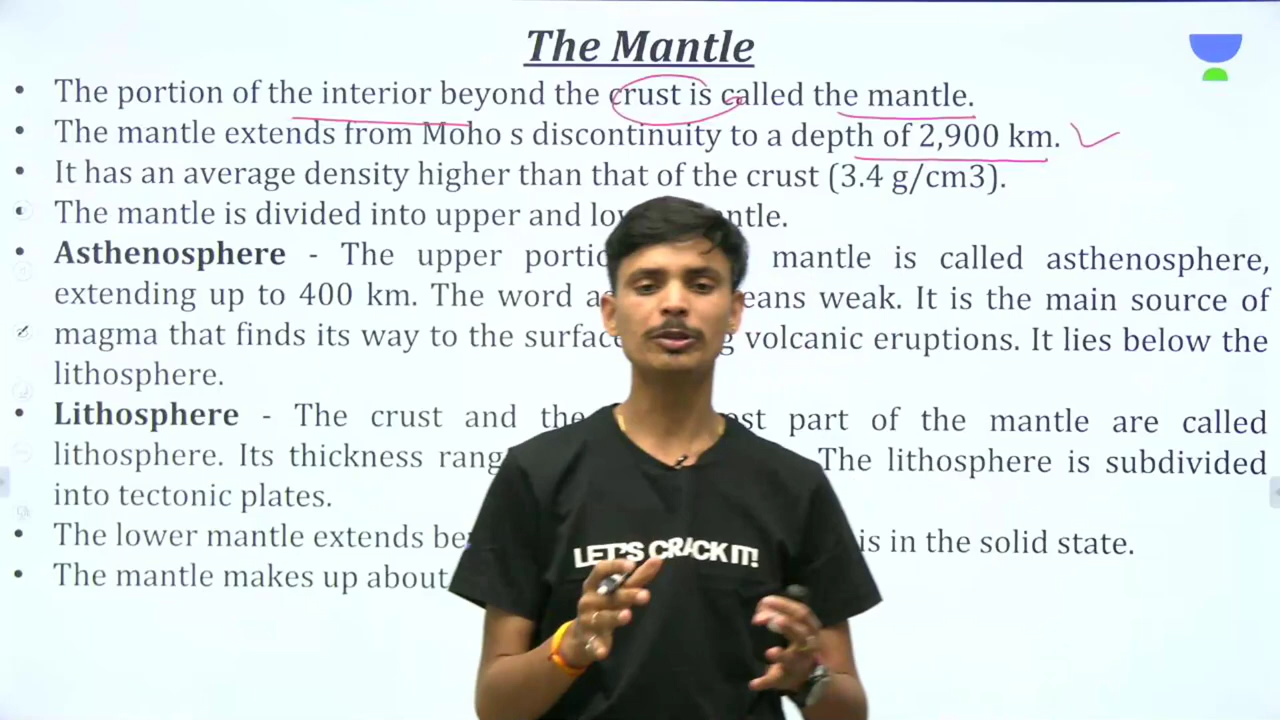 The Mantle
• The portion of the interior beyond the crust is called the mantle.
• The mantle extends from Moho s discontinuity to a depth of 2,900 km.
• It has an average density higher than that of the crust (3.4 g/cm3).
• The mantle is divided into upper and lo ntle.
• Asthenosphere - The upper portio mantle is called asthenosphere,
extending up to 400 km. The word a eans weak. It is the main source of
magma that finds its way to the surfac g volcanic eruptions. It lies below the
lithosphere.
• Lithosphere - The crust and the st part of the mantle are called
lithosphere. Its thickness rang The lithosphere is subdivided
into tectonic plates.
• The lower mantle extends be is in the solid state.
• The mantle makes up about
LET'S CRACK IT!